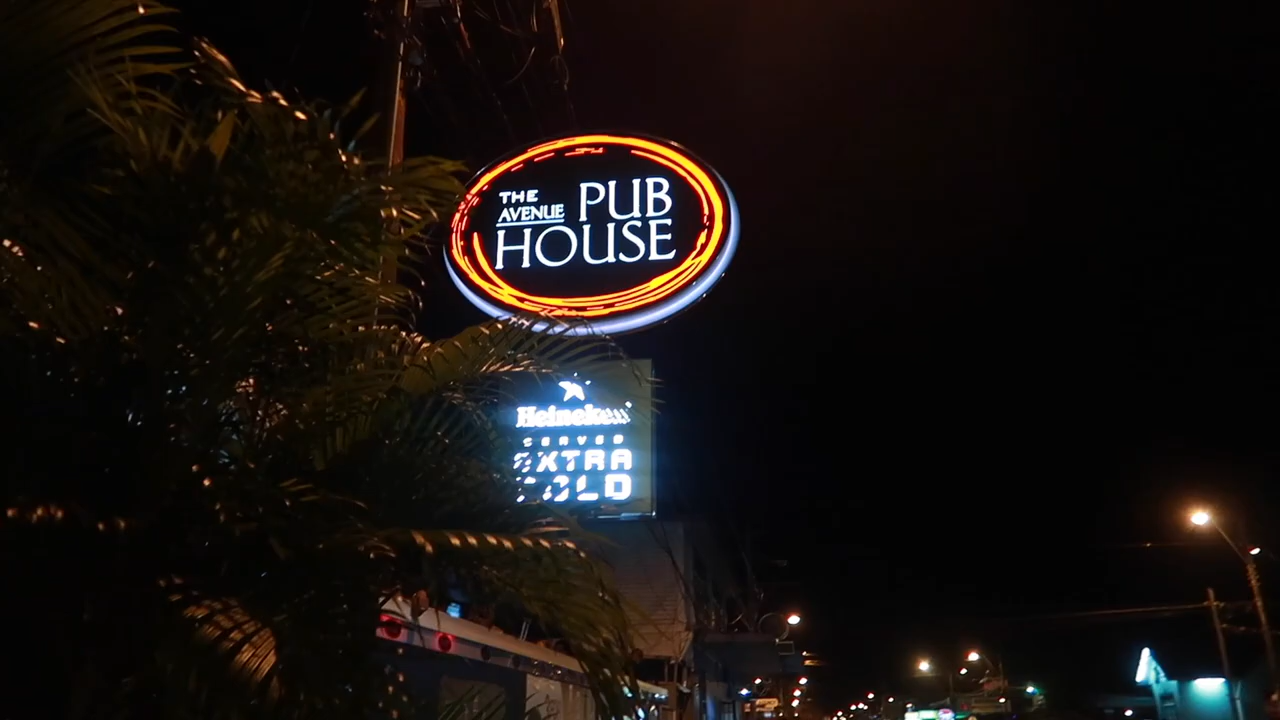 THE
AVENUE PUB
HOUSE
Heineken
SERVED
EXTRA
COLD